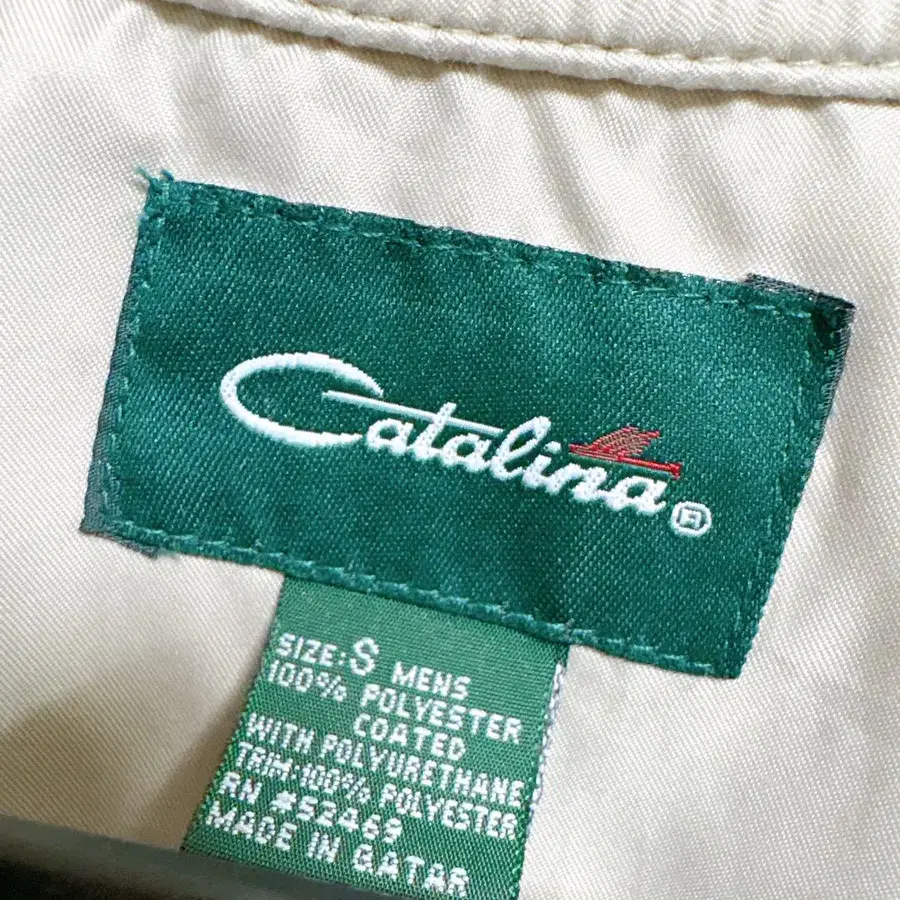 Catalina®
SIZE: S MENS
100% POLYESTER
COATED
WITH POLYURETHANE
TRIM:100% POLYESTER
RN #52469
MADE IN QATAR